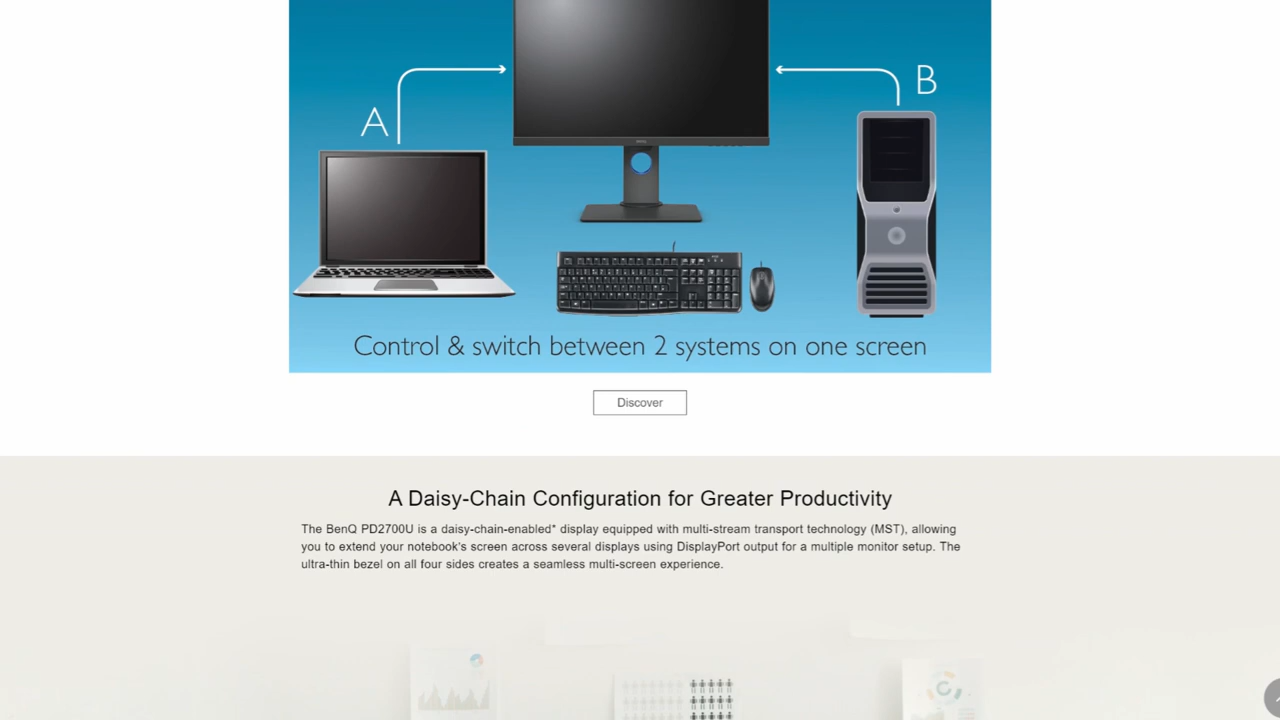 A
B
Control & switch between 2 systems on one screen
Discover
A Daisy-Chain Configuration for Greater Productivity
The BenQ PD2700U is a daisy-chain-enabled* display equipped with multi-stream transport technology (MST), allowing
you to extend your notebook's screen across several displays using DisplayPort output for a multiple monitor setup. The
ultra-thin bezel on all four sides creates a seamless multi-screen experience.